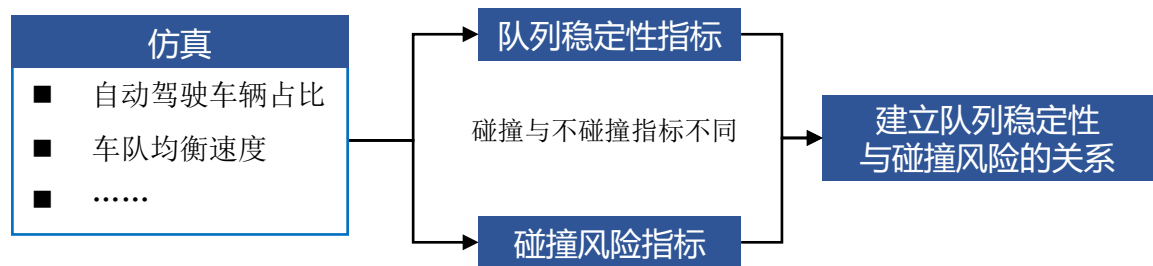 仿真
■ 自动驾驶车辆占比
■ 车队均衡速度
■ ……
队列稳定性指标
碰撞与不碰撞指标不同
碰撞风险指标
建立队列稳定性
与碰撞风险的关系